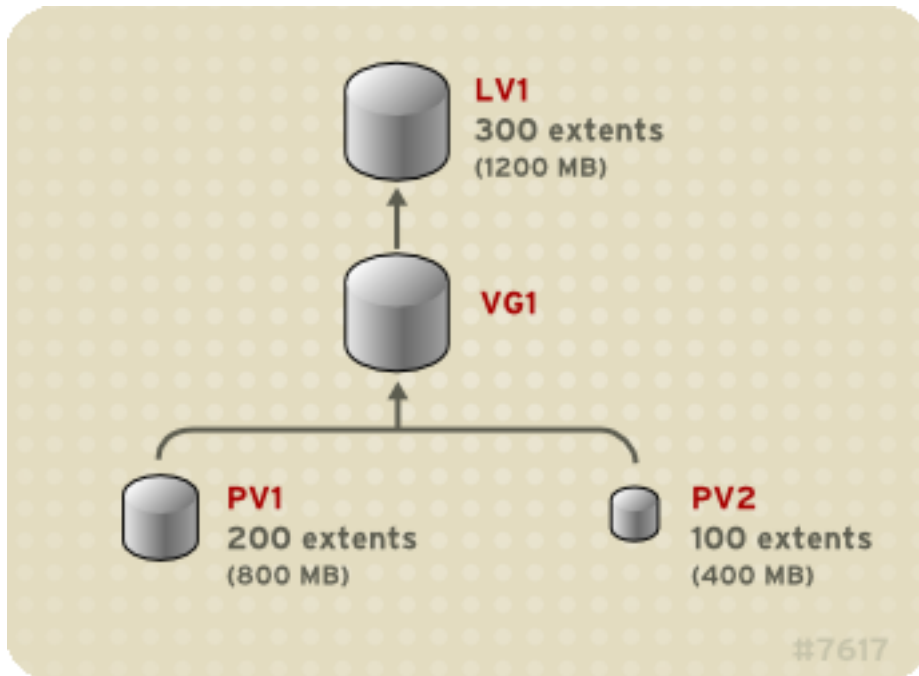 LV1
300 extents
(1200 MB)
VG1
PV1
200 extents
(800 MB)
PV2
100 extents
(400 MB)
#7617